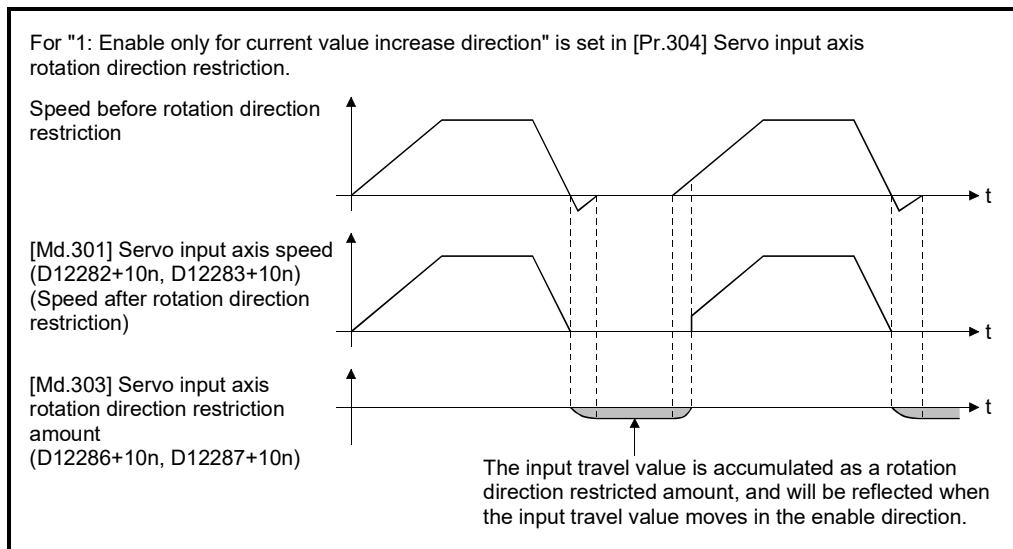 For "1: Enable only for current value increase direction" is set in [Pr.304] Servo input axis
rotation direction restriction.
Speed before rotation direction
restriction
t
[Md.301] Servo input axis speed
(D12282+10n, D12283+10n)
(Speed after rotation direction
restriction)
t
[Md.303] Servo input axis
rotation direction restriction
amount
(D12286+10n, D12287+10n)
t
The input travel value is accumulated as a rotation
direction restricted amount, and will be reflected when
the input travel value moves in the enable direction.